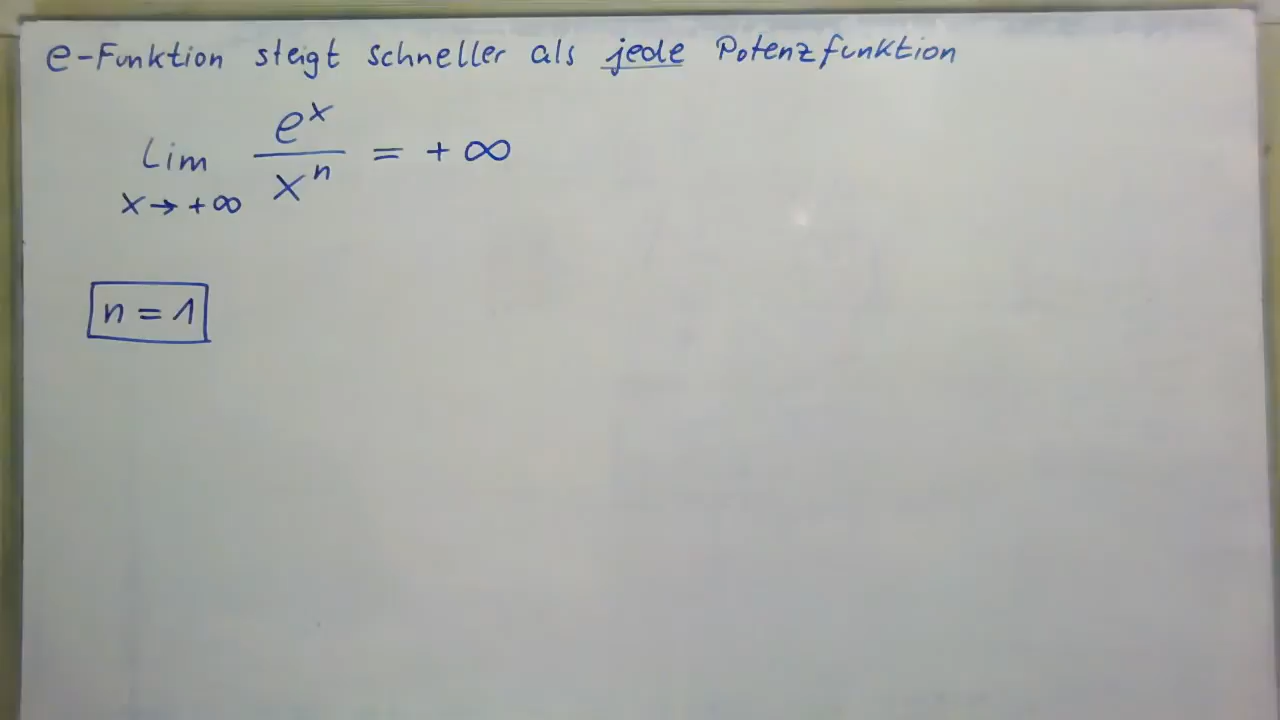 e-Funktion steigt schneller als jede Potenzfunktion
Lim e^x / x^n = + ∞
x → + ∞
n = 1